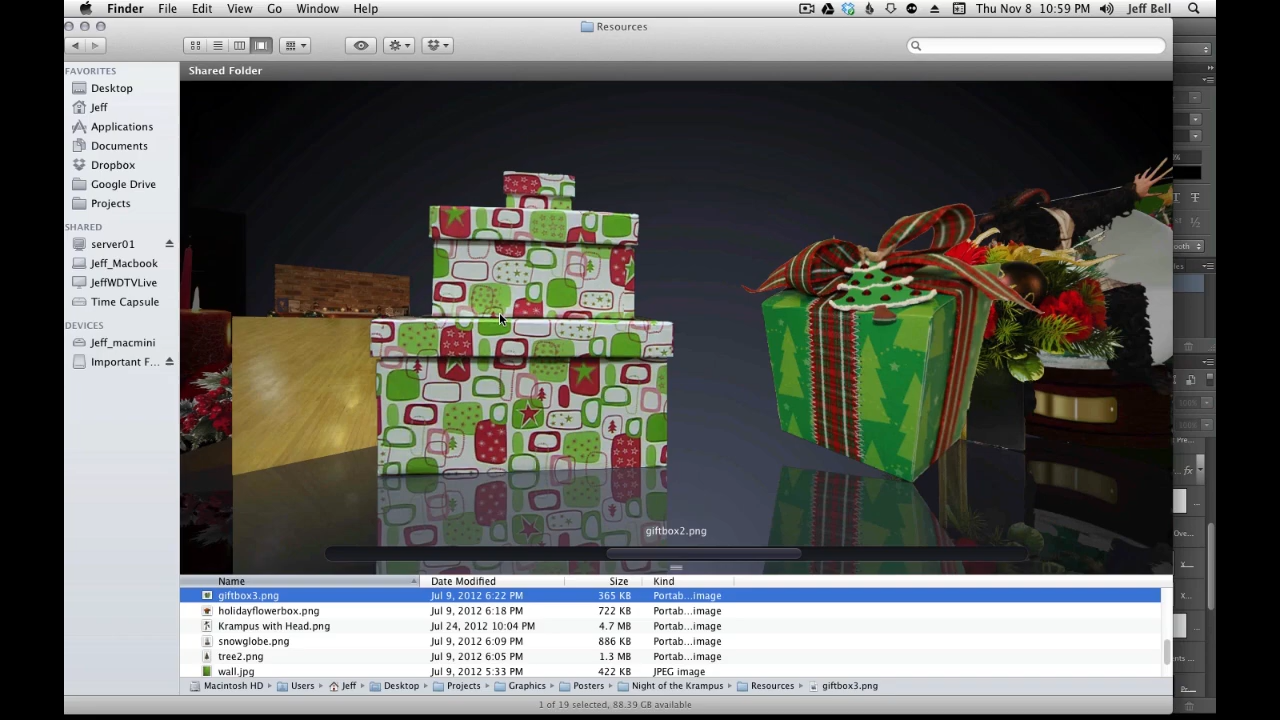 Finder File Edit View Go Window Help Thu Nov 8 10:59 PM Jeff Bell
Resources
FAVORITES
Desktop
Jeff
Applications
Documents
Dropbox
Google Drive
Projects
SHARED
server01
Jeff_Macbook
JeffWDTVLive
Time Capsule
DEVICES
Jeff_macmini
Important F...
Shared Folder
giftbox2.png
Name Date Modified Size Kind
giftbox3.png Jul 9, 2012 6:22 PM 365 KB Portab...image
holidayflowerbox.png Jul 9, 2012 6:18 PM 722 KB Portab...image
Krampus with Head.png Jul 24, 2012 10:04 PM 4.7 MB Portab...image
snowglobe.png Jul 9, 2012 6:09 PM 886 KB Portab...image
tree2.png Jul 9, 2012 6:05 PM 1.3 MB Portab...image
wall.jpg Jul 9, 2012 5:33 PM 422 KB JPEG image
Macintosh HD Users Jeff Desktop Projects Graphics Posters Night of the Krampus Resources giftbox3.png
1 of 19 selected, 88.39 GB available